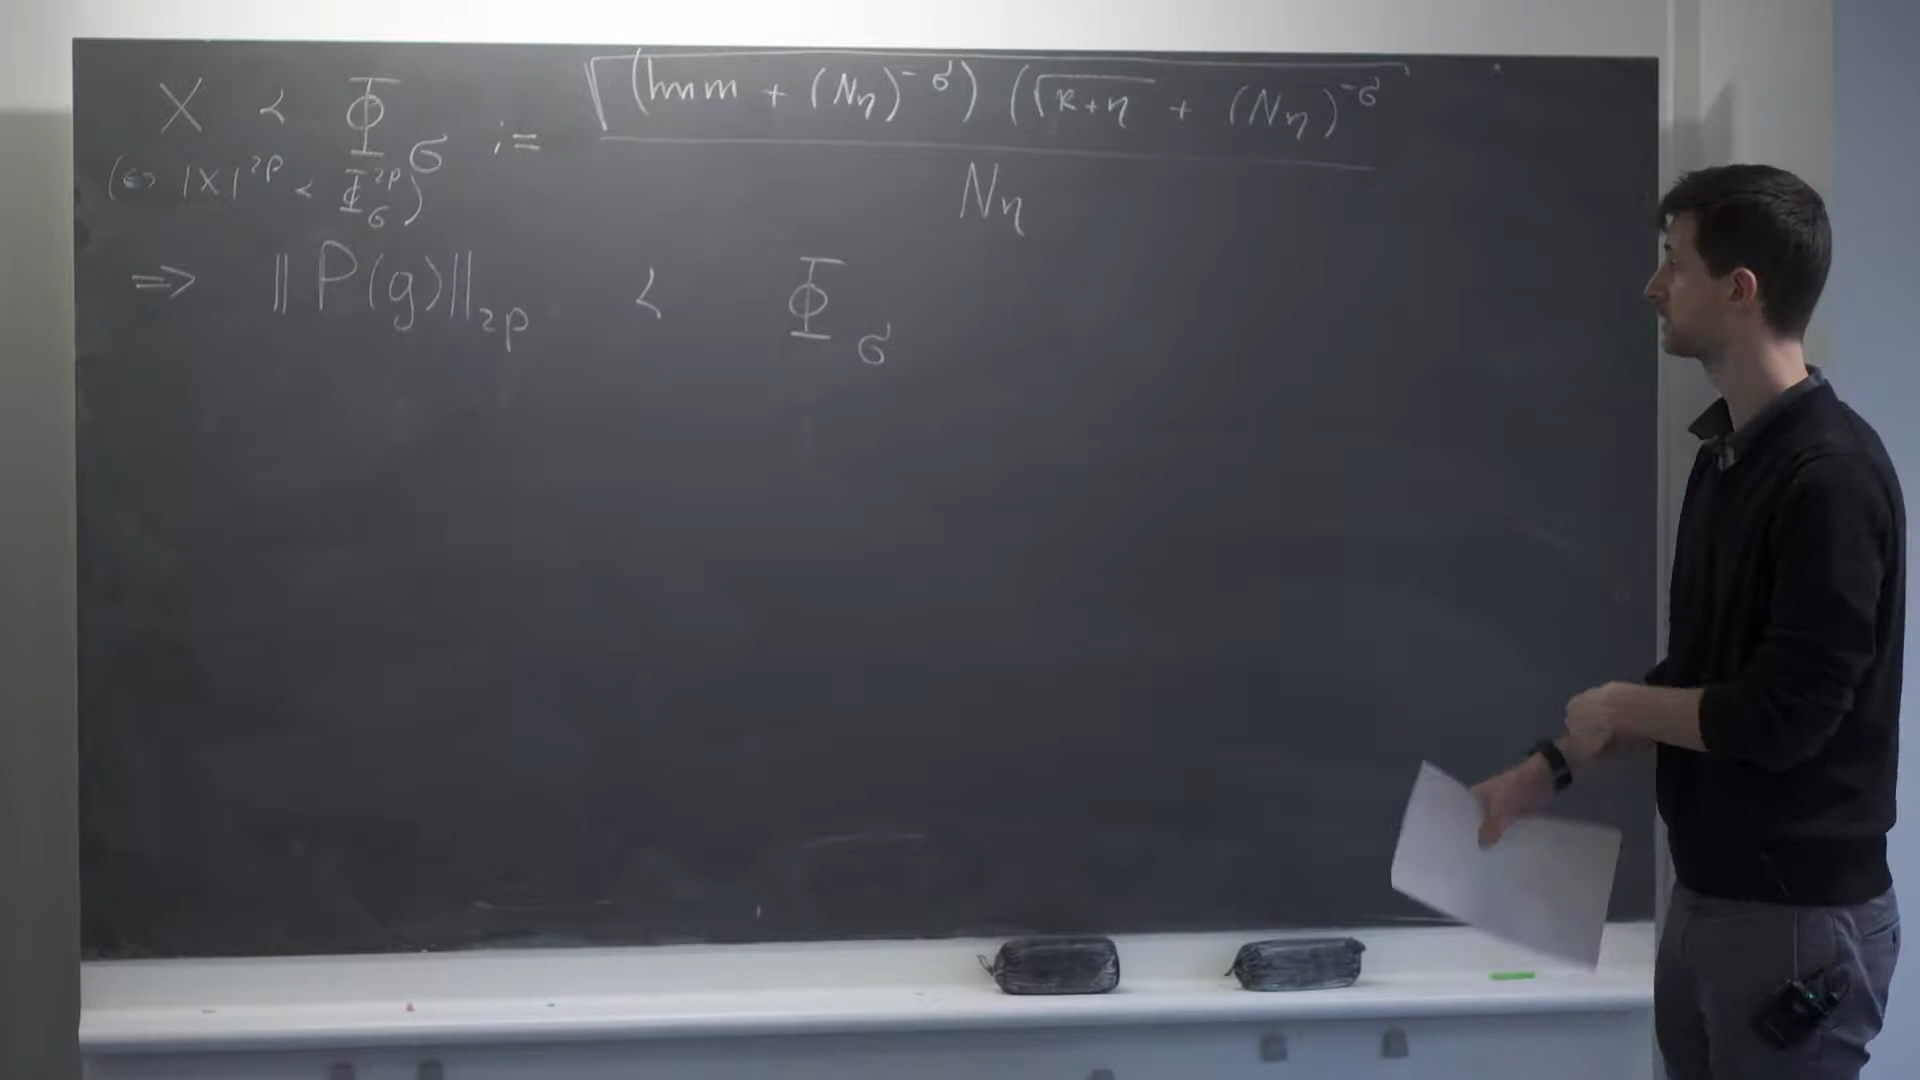 X ≺ Φ_σ := √((Im m + (Nη)^{-σ}) (√(κ+η) + (Nη)^{-σ} / Nη
(⇔ |X|^{2p} ≺ Φ_σ^{2p})
⇒ ||P(g)||_{2p} ≺ Φ_σ